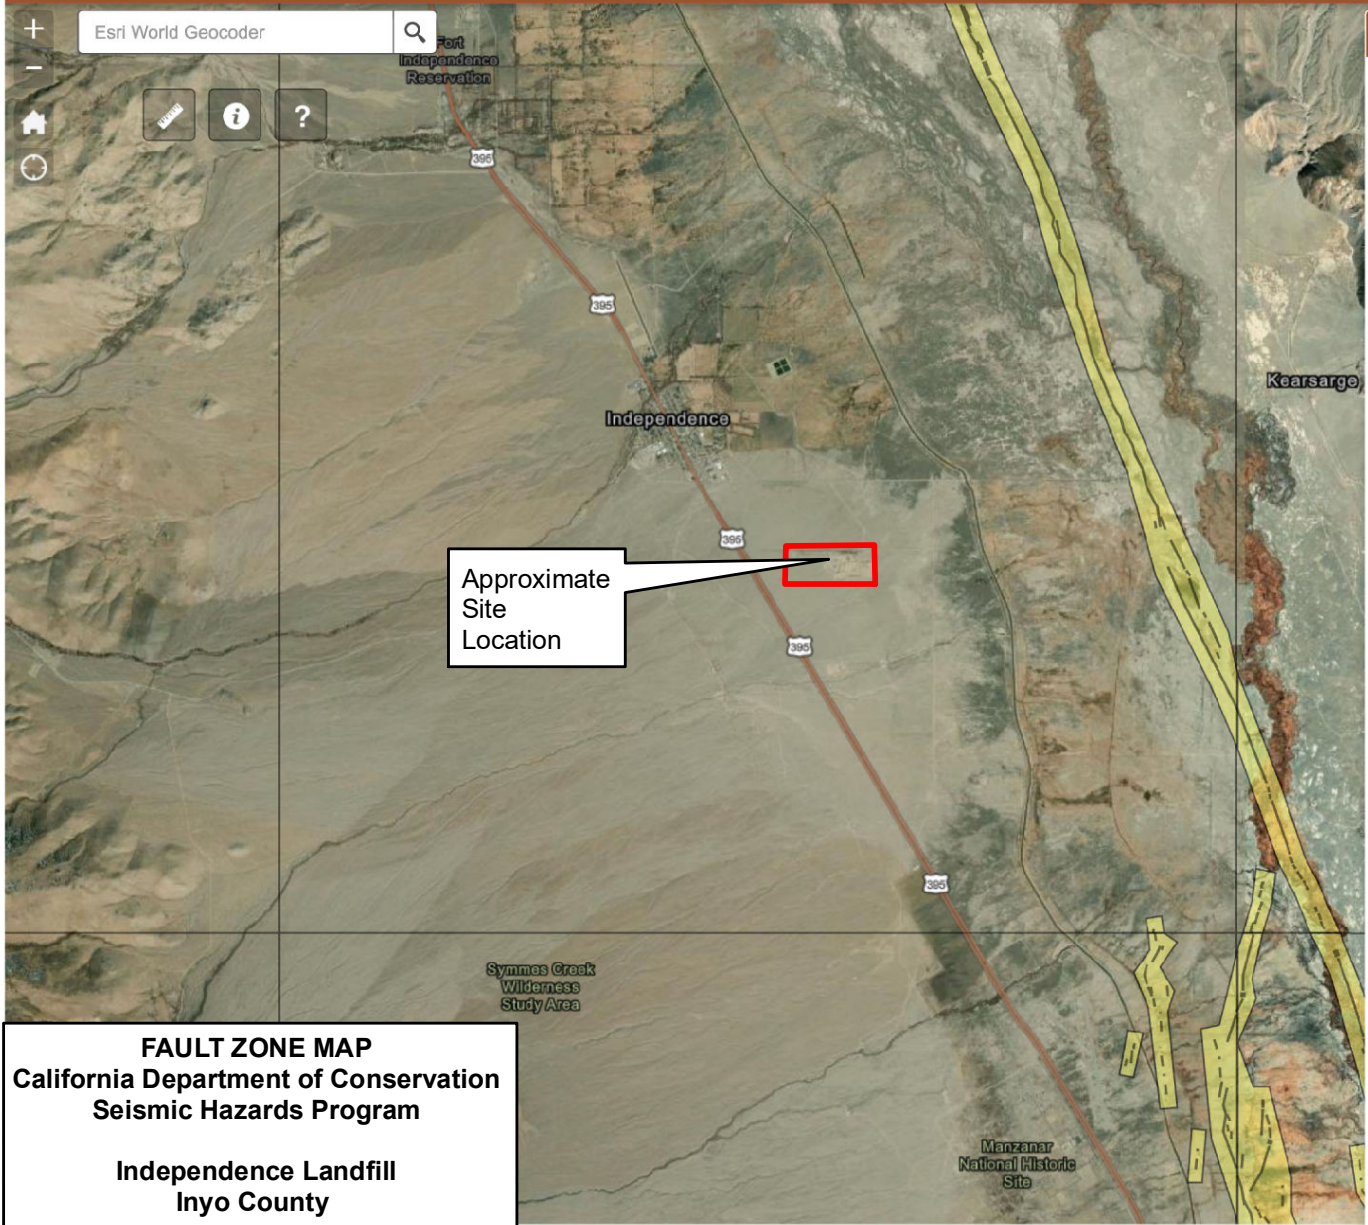 +
Esri World Geocoder
−
Fort
Independence
Reservation
i
?
395
395
Kearsarge
Independence
395
Approximate
Site
Location
395
395
Symmes Creek
Wilderness
Study Area
FAULT ZONE MAP
California Department of Conservation
Seismic Hazards Program
Independence Landfill
Inyo County
Manzanar
National Historic
Site